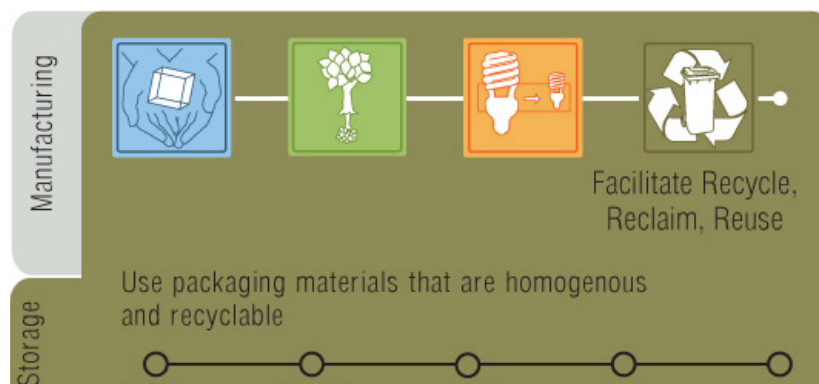 Manufacturing
Facilitate Recycle,
Reclaim, Reuse
Use packaging materials that are homogenous
and recyclable
Storage